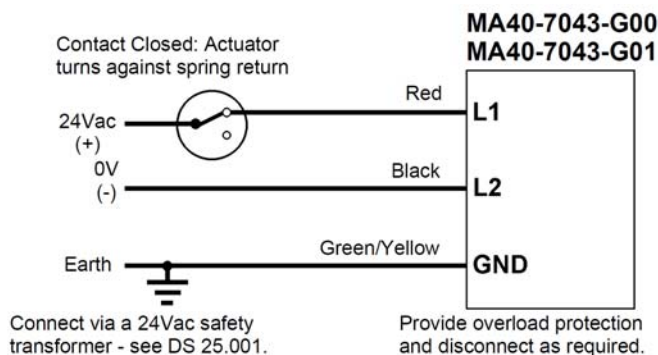 MA40-7043-G00
MA40-7043-G01
Contact Closed: Actuator
turns against spring return
Red
24Vac
(+)
L1
0V
(-)
Black
L2
Earth
Green/Yellow
GND
Connect via a 24Vac safety
transformer - see DS 25.001.
Provide overload protection
and disconnect as required.